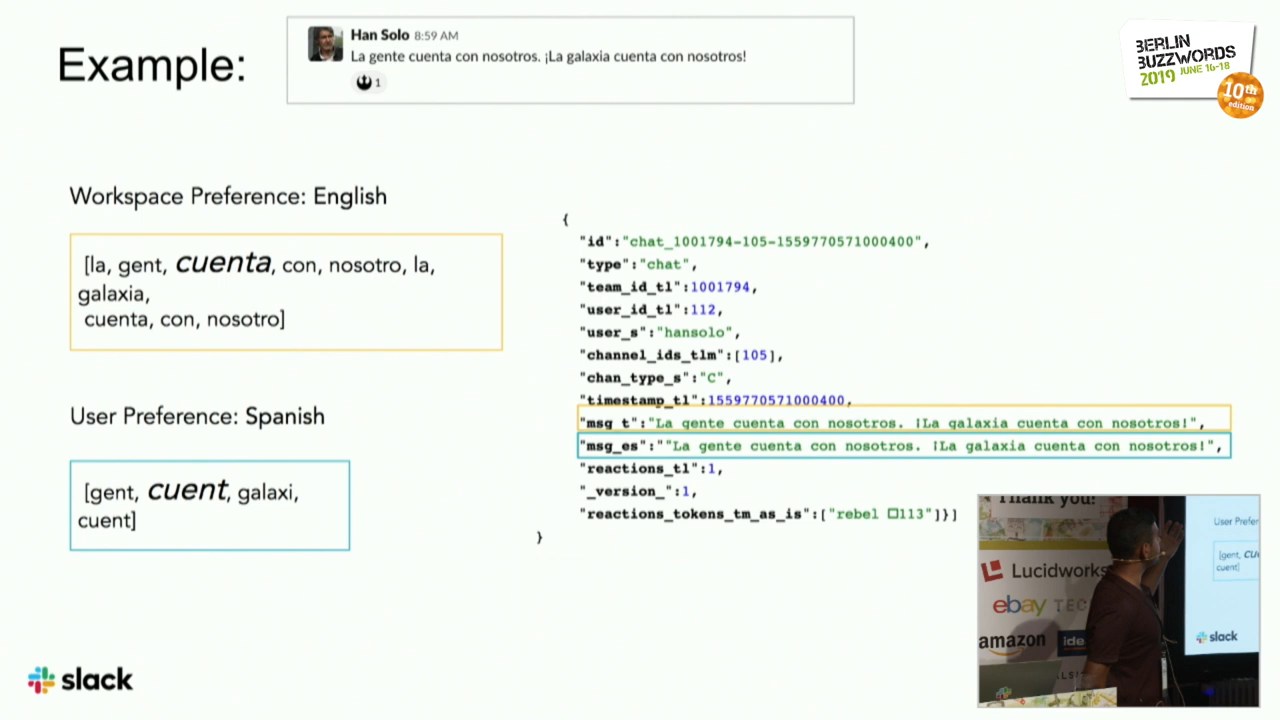 Example:
Han Solo 8:59 AM
La gente cuenta con nosotros. ¡La galaxia cuenta con nosotros!
1
BERLIN
BUZZWORDS
2019 JUNE 16-18
10th
edition
Workspace Preference: English
[la, gent, cuenta, con, nosotro, la,
galaxia,
cuenta, con, nosotro]
User Preference: Spanish
[gent, cuent, galaxi,
cuent]
{
"id":"chat_1001794-105-1559770571000400",
"type":"chat",
"team_id_tl":1001794,
"user_id_tl":112,
"user_s":"hansolo",
"channel_ids_tlm":[105],
"chan_type_s":"C",
"timestamp_tl":1559770571000400,
"msg_t":"La gente cuenta con nosotros. ¡La galaxia cuenta con nosotros!",
"msg_es":""La gente cuenta con nosotros. ¡La galaxia cuenta con nosotros!",
"reactions_tl":1,
"_version_":1,
"reactions_tokens_tm_as_is":["rebel □113"]}]
}
slack
Thank you!
Lucidworks
ebay TEC
amazon
idea
User Prefer
[gent, cu
cuent]
slack